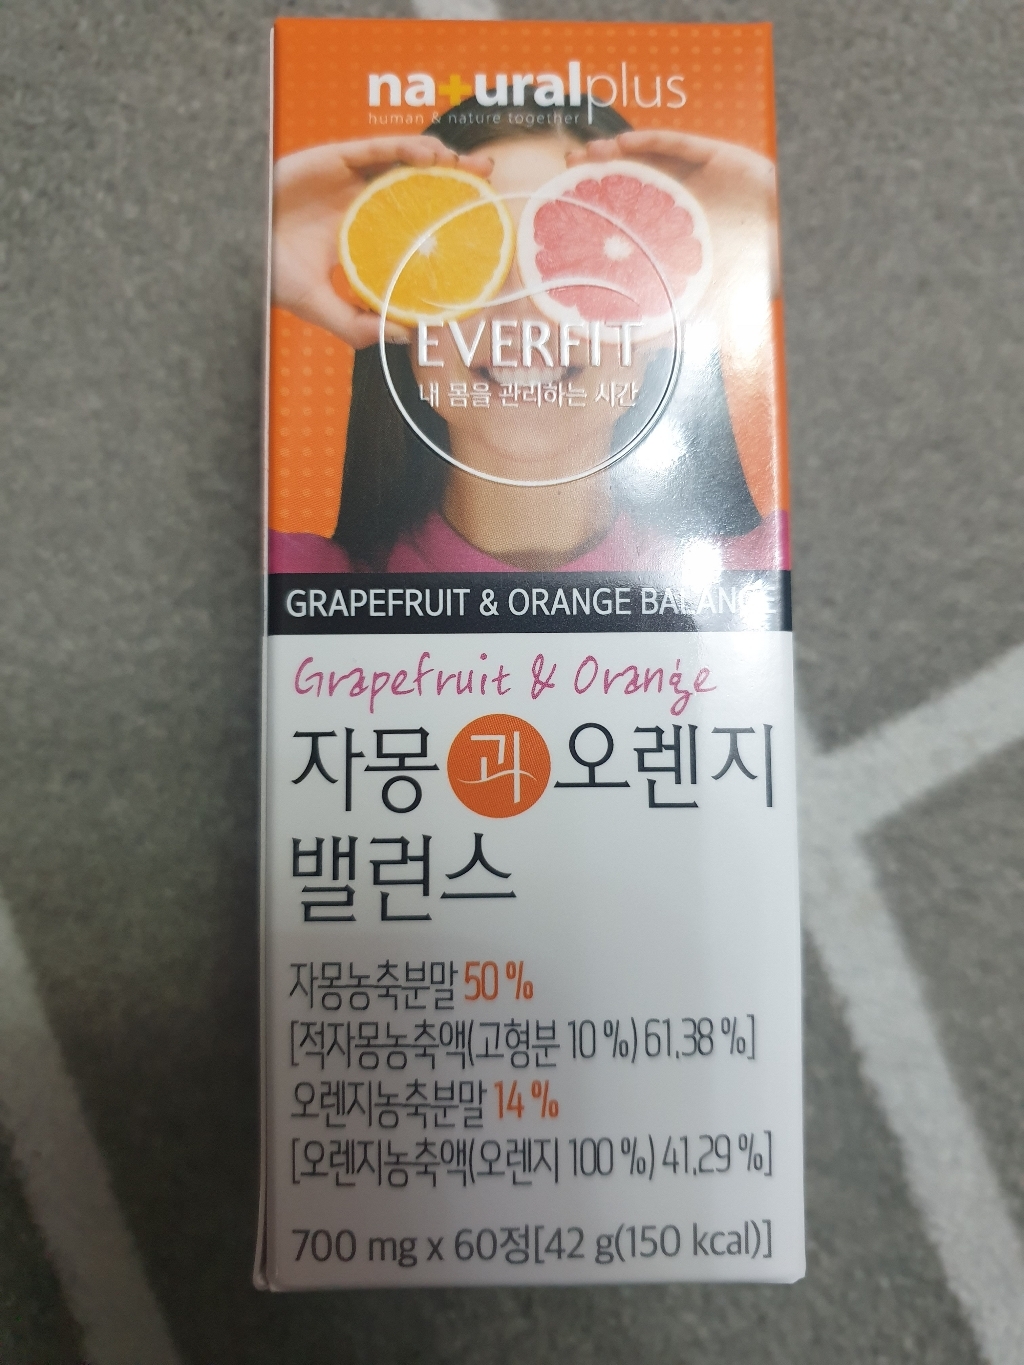 na+uralplus
human & nature together
EVERFIT
내 몸을 관리하는 시간
GRAPEFRUIT & ORANGE BALANCE
Grapefruit & Orange
자몽과오렌지
밸런스
자몽농축분말 50 %
[적자몽농축액(고형분 10 %) 61.38 %]
오렌지농축분말 14 %
[오렌지농축액(오렌지 100 %) 41.29 %]
700 mg x 60정[42 g(150 kcal)]